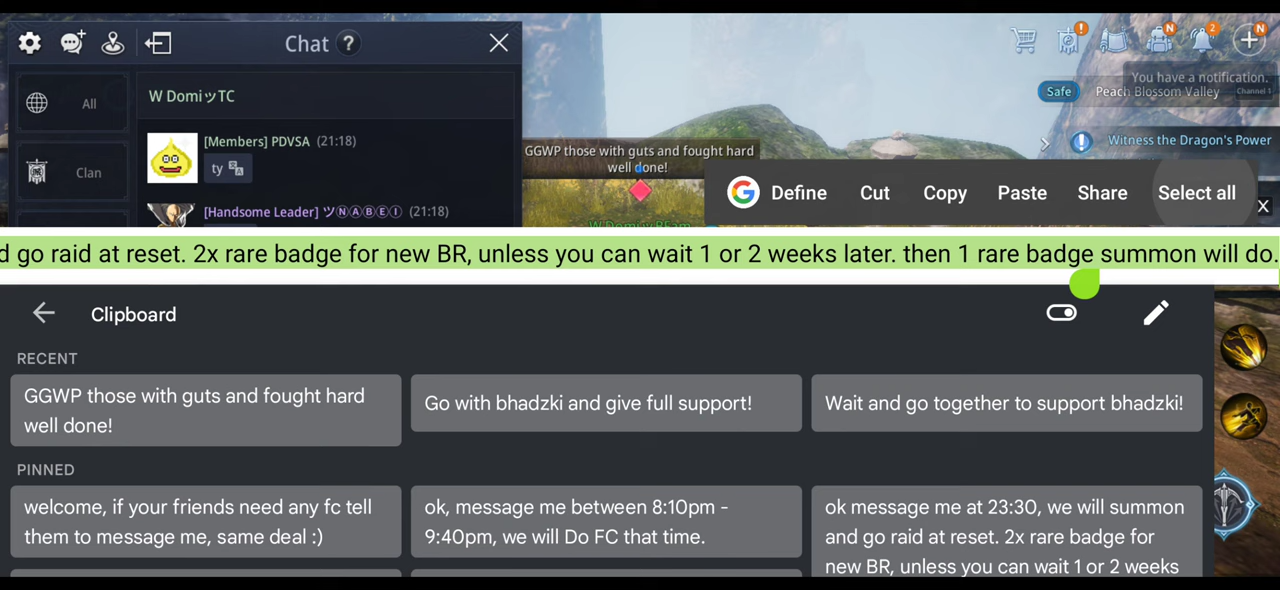 Chat ?
All
Clan
W DomiッTC
[Members] PDVSA (21:18)
ty
[Handsome Leader] ツⓃⒶⒷⒺⒾ (21:18)
GGWP those with guts and fought hard
well done!
N
2
N
You have a notification.
Safe
Peach Blossom Valley
Channel 1
Witness the Dragon's Power
Define Cut Copy Paste Share Select all
X
d go raid at reset. 2x rare badge for new BR, unless you can wait 1 or 2 weeks later. then 1 rare badge summon will do.
Clipboard
RECENT
GGWP those with guts and fought hard
well done!
Go with bhadzki and give full support!
Wait and go together to support bhadzki!
PINNED
welcome, if your friends need any fc tell
them to message me, same deal :)
ok, message me between 8:10pm -
9:40pm, we will Do FC that time.
ok message me at 23:30, we will summon
and go raid at reset. 2x rare badge for
new BR, unless you can wait 1 or 2 weeks